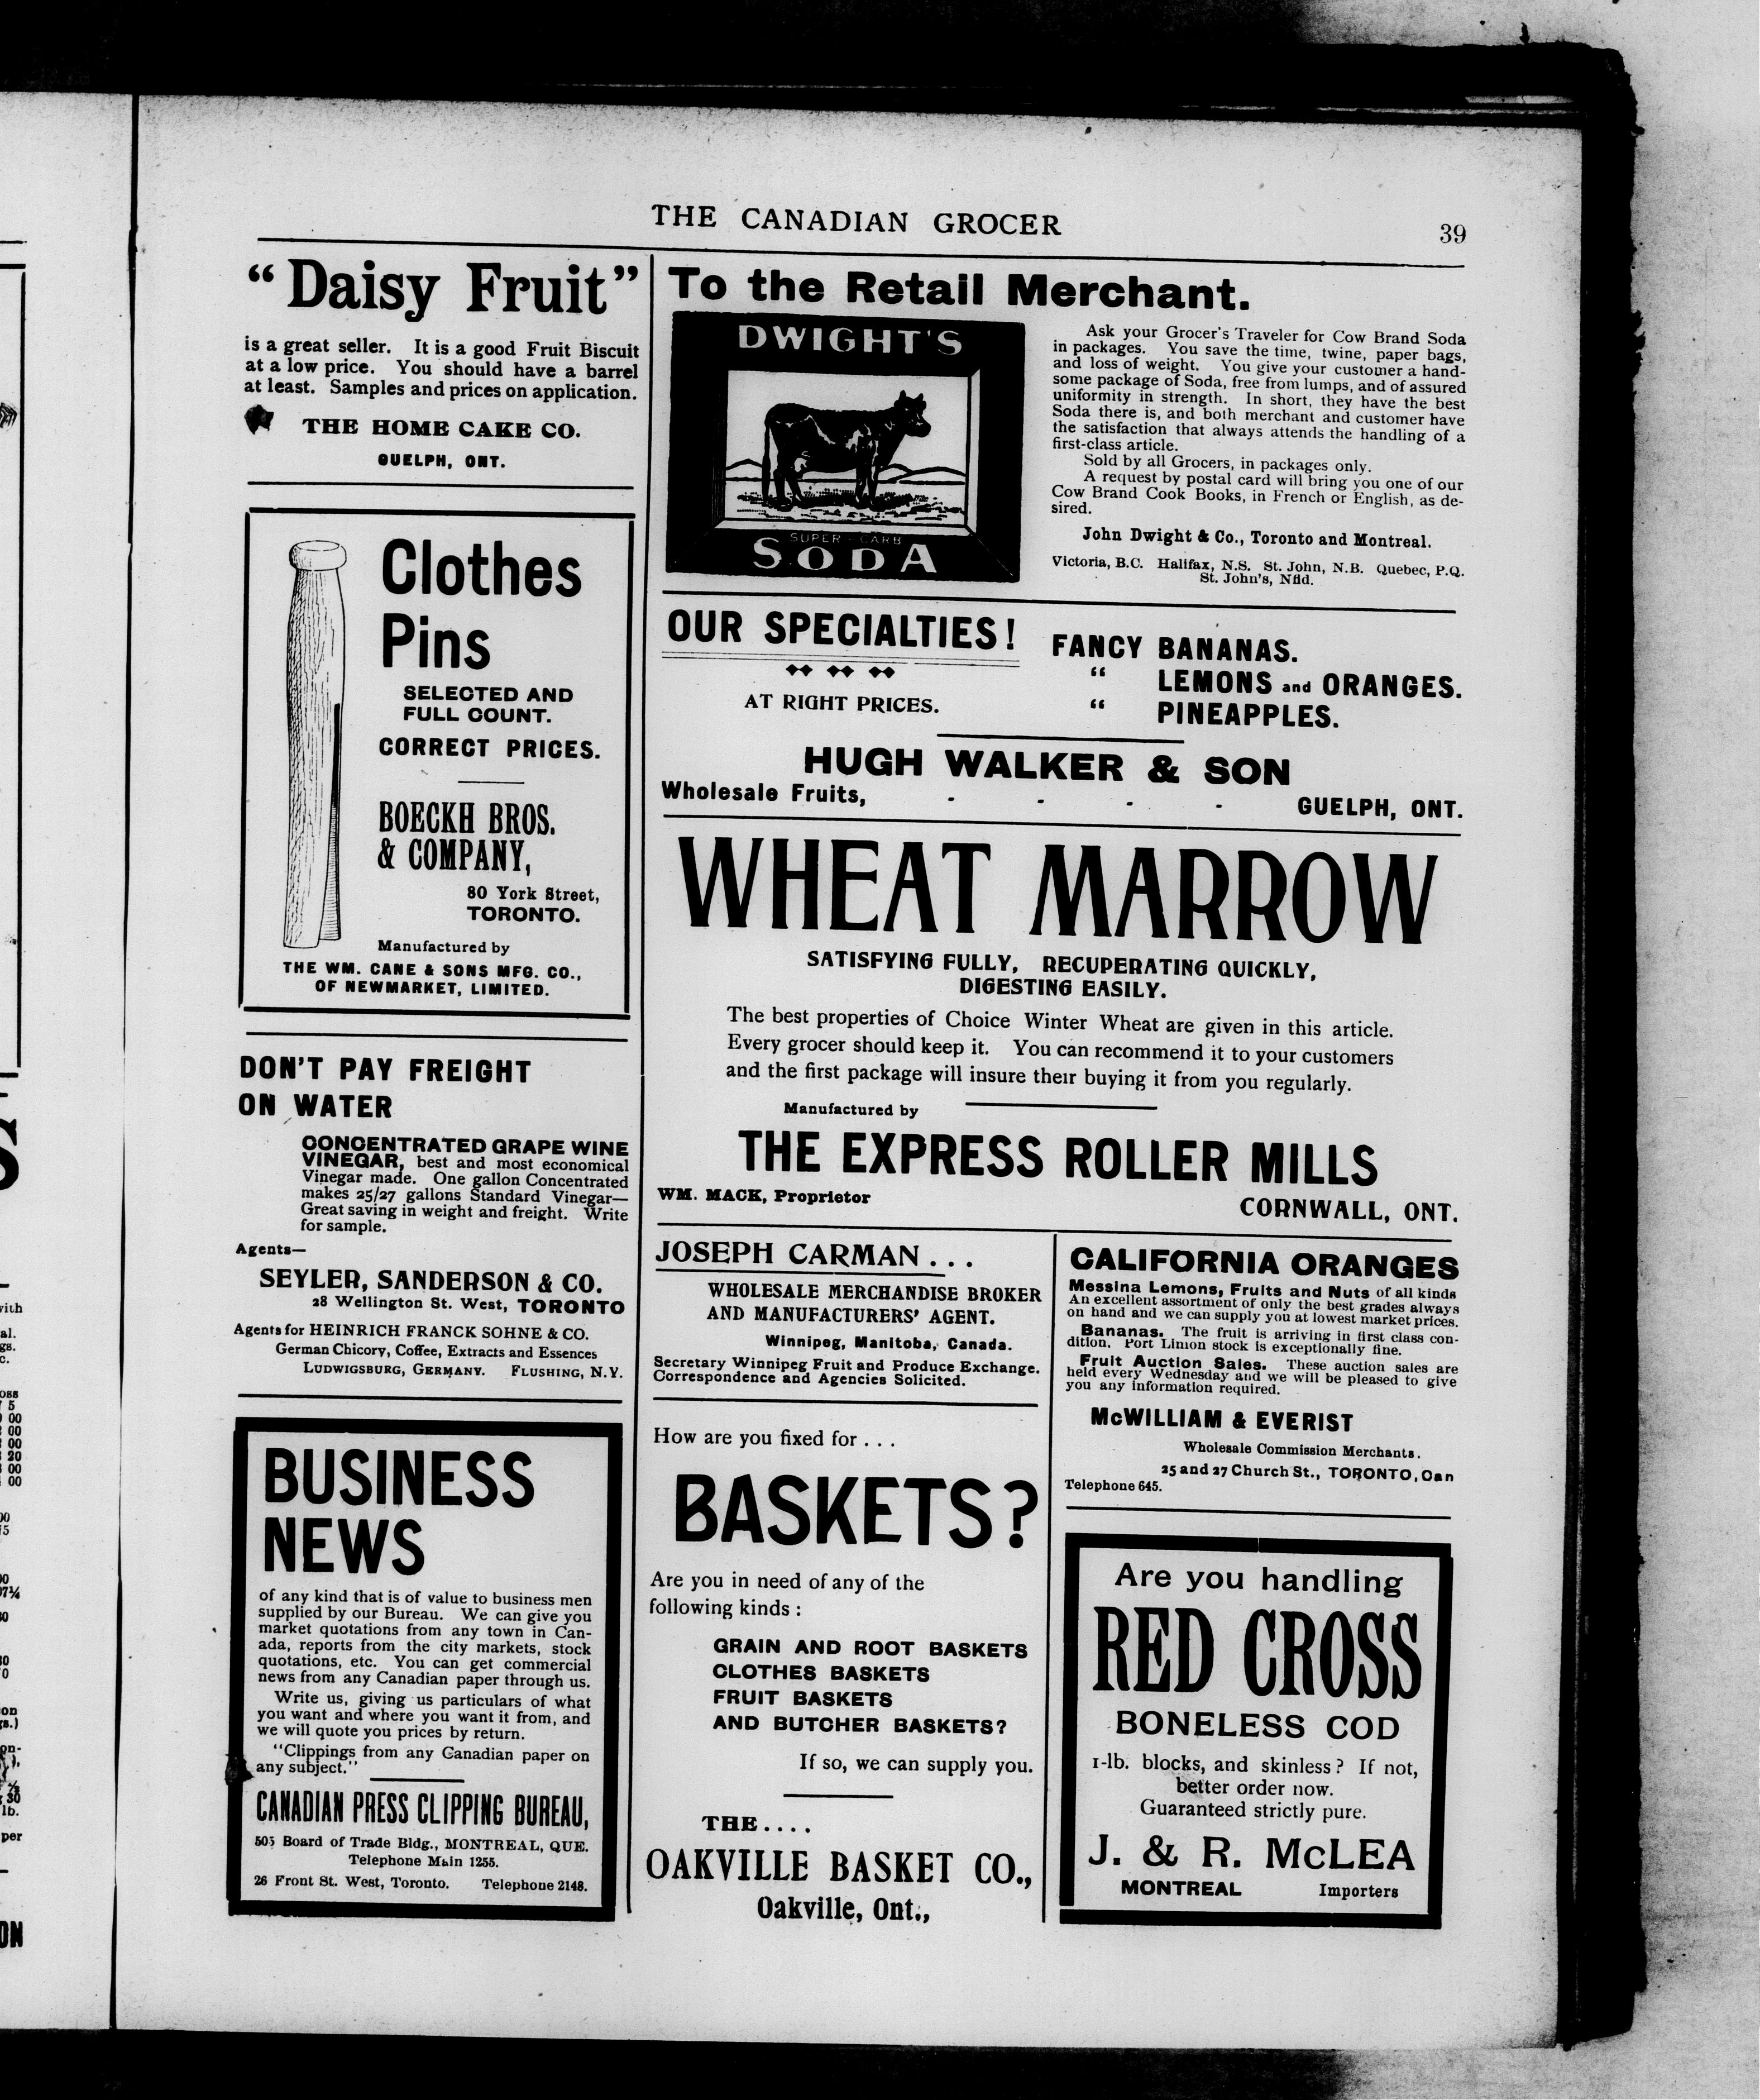 THE CANADIAN GROCER
39
“Daisy Fruit”
is a great seller. It is a good Fruit Biscuit
at a low price. You should have a barrel
at least. Samples and prices on application.
THE HOME CAKE CO.
GUELPH, ONT.
Clothes
Pins
SELECTED AND
FULL COUNT.
CORRECT PRICES.
BOECKH BROS.
& COMPANY,
80 York Street,
TORONTO.
Manufactured by
THE WM. CANE & SONS MFG. CO.,
OF NEWMARKET, LIMITED.
DON'T PAY FREIGHT
ON WATER
CONCENTRATED GRAPE WINE
VINEGAR, best and most economical
Vinegar made. One gallon Concentrated
makes 25/27 gallons Standard Vinegar—
Great saving in weight and freight. Write
for sample.
Agents—
SEYLER, SANDERSON & CO.
28 Wellington St. West, TORONTO
Agents for HEINRICH FRANCK SOHNE & CO.
German Chicory, Coffee, Extracts and Essences
LUDWIGSBURG, GERMANY. FLUSHING, N.Y.
BUSINESS
NEWS
of any kind that is of value to business men
supplied by our Bureau. We can give you
market quotations from any town in Can-
ada, reports from the city markets, stock
quotations, etc. You can get commercial
news from any Canadian paper through us.
Write us, giving us particulars of what
you want and where you want it from, and
we will quote you prices by return.
"Clippings from any Canadian paper on
any subject."
CANADIAN PRESS CLIPPING BUREAU,
505 Board of Trade Bldg., MONTREAL, QUE.
Telephone Main 1255.
26 Front St. West, Toronto. Telephone 2148.
To the Retail Merchant.
DWIGHT'S
SUPER-CARB
SODA
Ask your Grocer's Traveler for Cow Brand Soda
in packages. You save the time, twine, paper bags,
and loss of weight. You give your customer a hand-
some package of Soda, free from lumps, and of assured
uniformity in strength. In short, they have the best
Soda there is, and both merchant and customer have
the satisfaction that always attends the handling of a
first-class article.
Sold by all Grocers, in packages only.
A request by postal card will bring you one of our
Cow Brand Cook Books, in French or English, as de-
sired.
John Dwight & Co., Toronto and Montreal.
Victoria, B.C. Halifax, N.S. St. John, N.B. Quebec, P.Q.
St. John's, Nfld.
OUR SPECIALTIES!
AT RIGHT PRICES.
FANCY BANANAS.
“ LEMONS and ORANGES.
“ PINEAPPLES.
HUGH WALKER & SON
Wholesale Fruits, - - - - GUELPH, ONT.
WHEAT MARROW
SATISFYING FULLY, RECUPERATING QUICKLY,
DIGESTING EASILY.
The best properties of Choice Winter Wheat are given in this article.
Every grocer should keep it. You can recommend it to your customers
and the first package will insure their buying it from you regularly.
Manufactured by
THE EXPRESS ROLLER MILLS
WM. MACK, Proprietor
CORNWALL, ONT.
JOSEPH CARMAN . . .
WHOLESALE MERCHANDISE BROKER
AND MANUFACTURERS' AGENT.
Winnipeg, Manitoba, Canada.
Secretary Winnipeg Fruit and Produce Exchange.
Correspondence and Agencies Solicited.
How are you fixed for . . .
BASKETS?
Are you in need of any of the
following kinds :
GRAIN AND ROOT BASKETS
CLOTHES BASKETS
FRUIT BASKETS
AND BUTCHER BASKETS?
If so, we can supply you.
THE....
OAKVILLE BASKET CO.,
Oakville, Ont.,
CALIFORNIA ORANGES
Messina Lemons, Fruits and Nuts of all kinds
An excellent assortment of only the best grades always
on hand and we can supply you at lowest market prices.
Bananas. The fruit is arriving in first class con-
dition. Port Limon stock is exceptionally fine.
Fruit Auction Sales. These auction sales are
held every Wednesday and we will be pleased to give
you any information required.
McWILLIAM & EVERIST
Wholesale Commission Merchants.
25 and 27 Church St., TORONTO, Can
Telephone 645.
Are you handling
RED CROSS
BONELESS COD
1-lb. blocks, and skinless? If not,
better order now.
Guaranteed strictly pure.
J. & R. McLEA
MONTREAL Importers